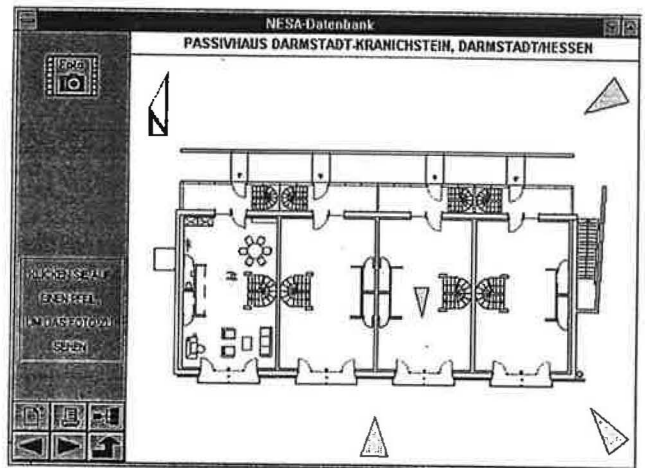 NESA-Datenbank
PASSIVHAUS DARMSTADT-KRANICHSTEIN, DARMSTADT/HESSEN
Foto
KLICKEN SIE AUF
EINEN PFEIL,
UM DAS FOTO ZU
SEHEN